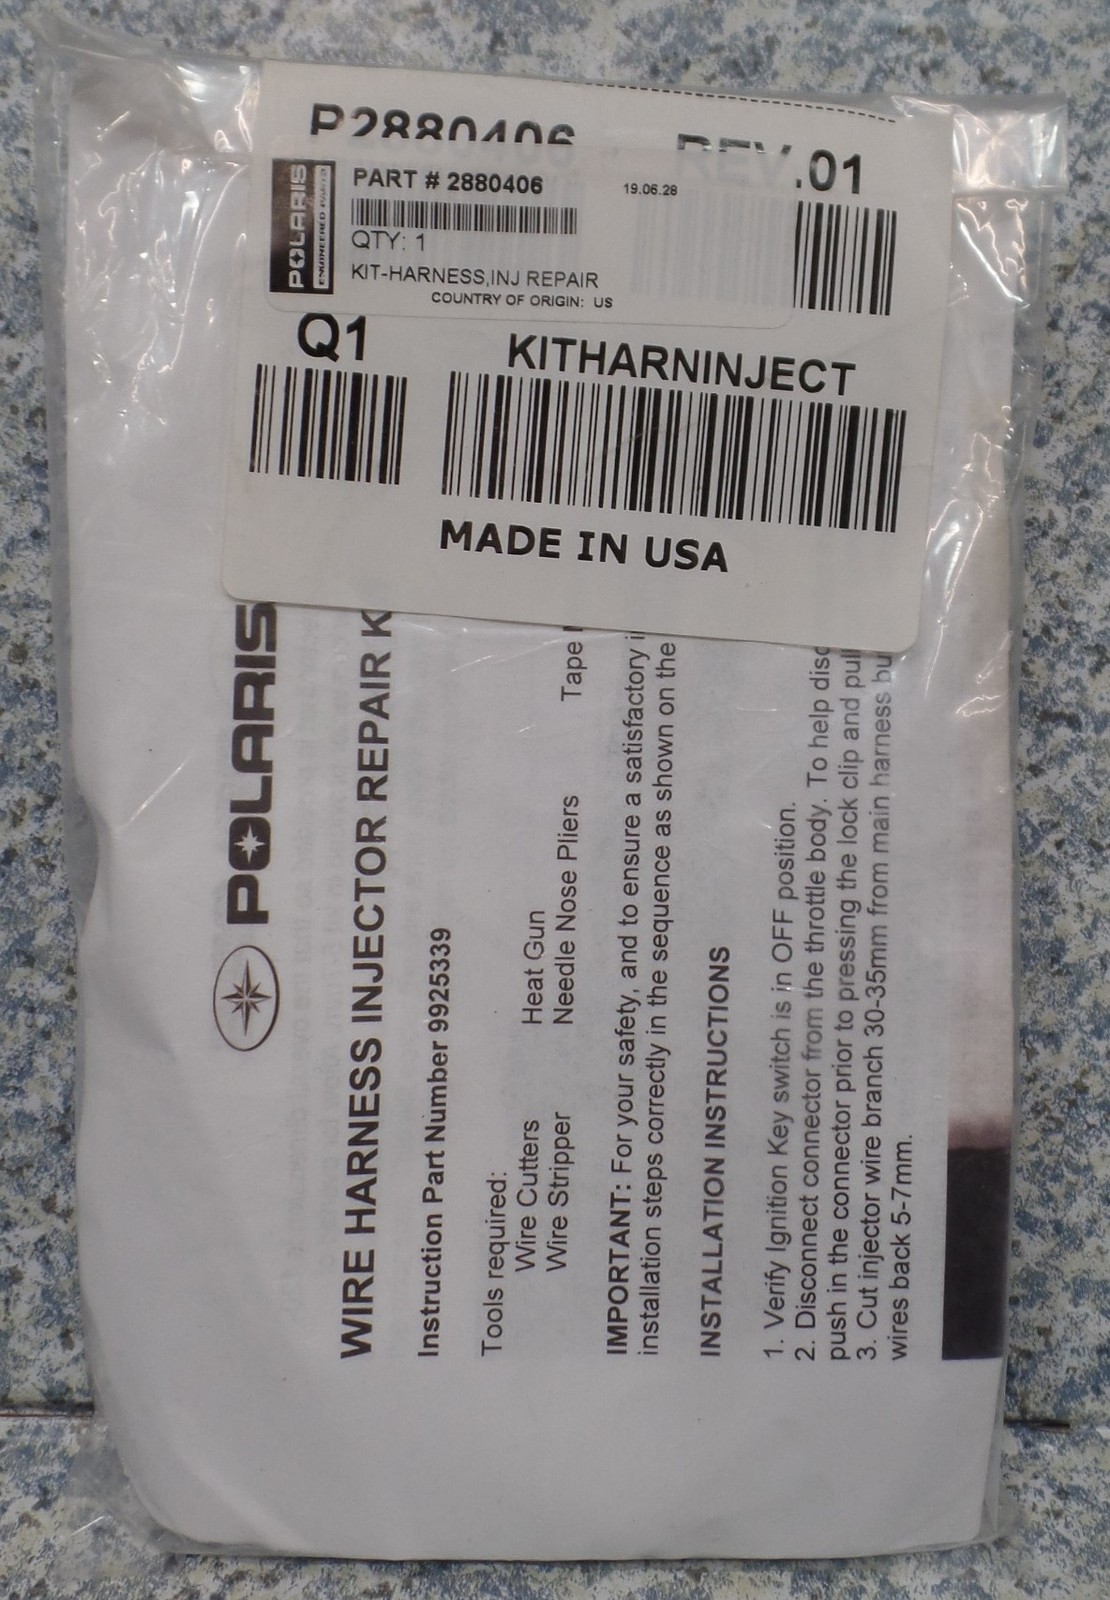 P2880406 REV.01
POLARIS
ENGINEERED PARTS
PART # 2880406
19.06.28
QTY: 1
KIT-HARNESS,INJ REPAIR
COUNTRY OF ORIGIN: US
Q1
KITHARNINJECT
MADE IN USA
POLARIS
WIRE HARNESS INJECTOR REPAIR K
Instruction Part Number 9925339
Tools required:
Wire Cutters Heat Gun Tape
Wire Stripper Needle Nose Pliers
IMPORTANT: For your safety, and to ensure a satisfactory
installation steps correctly in the sequence as shown on the
INSTALLATION INSTRUCTIONS
1. Verify Ignition Key switch is in OFF position.
2. Disconnect connector from the throttle body. To help disc
push in the connector prior to pressing the lock clip and pull
3. Cut injector wire branch 30-35mm from main harness bu
wires back 5-7mm.